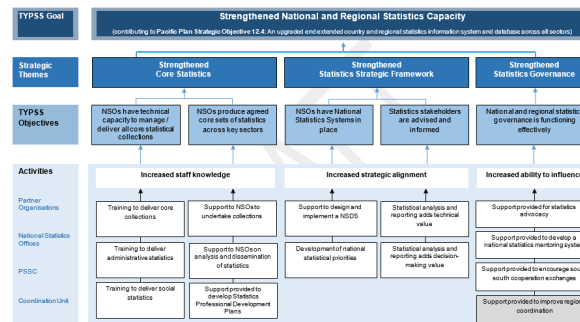 TYPSS Goal
Strengthened National and Regional Statistics Capacity
(contributing to Pacific Plan Strategic Objective 12.4: An upgraded and extended country and regional statistics information system and database across all sectors)
Strategic
Themes
Strengthened
Core Statistics
Strengthened
Statistics Strategic Framework
Strengthened
Statistics Governance
TYPSS
Objectives
NSOs have technical
capacity to manage /
deliver all core statistical
collections
NSOs produce agreed
core sets of statistics
across key sectors
NSOs have National
Statistics Systems in
place
Statistics stakeholders
are advised and
informed
National and regional statistics
governance is functioning
effectively
Activities
Increased staff knowledge
Increased strategic alignment
Increased ability to influence
Partner
Organisations
National Statistics
Offices
PSSC
Coordination Unit
Training to deliver core
collections
Training to deliver
administrative statistics
Training to deliver social
statistics
Support to NSOs to
undertake collections
Support to NSOs on
analysis and dissemination
of statistics
Support provided to
develop Statistics
Professional Development
Plans
Support to design and
implement a NSDS
Development of national
statistical priorities
Statistical analysis and
reporting adds technical
value
Statistical analysis and
reporting adds decision-
making value
Support provided for statistics
advocacy
Support provided to develop a
national statistics mentoring system
Support provided to encourage south
south cooperation exchanges
Support provided to improve region
coordination